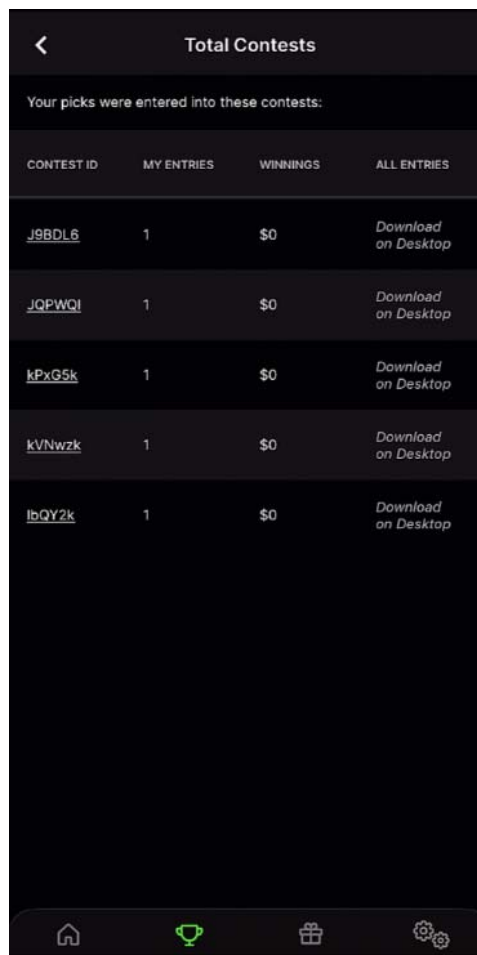 Total Contests
Your picks were entered into these contests:
CONTEST ID MY ENTRIES WINNINGS ALL ENTRIES
J9BDL6 1 $0 Download
on Desktop
JQPWQI 1 $0 Download
on Desktop
kPxG5k 1 $0 Download
on Desktop
kVNwzk 1 $0 Download
on Desktop
IbQY2k 1 $0 Download
on Desktop